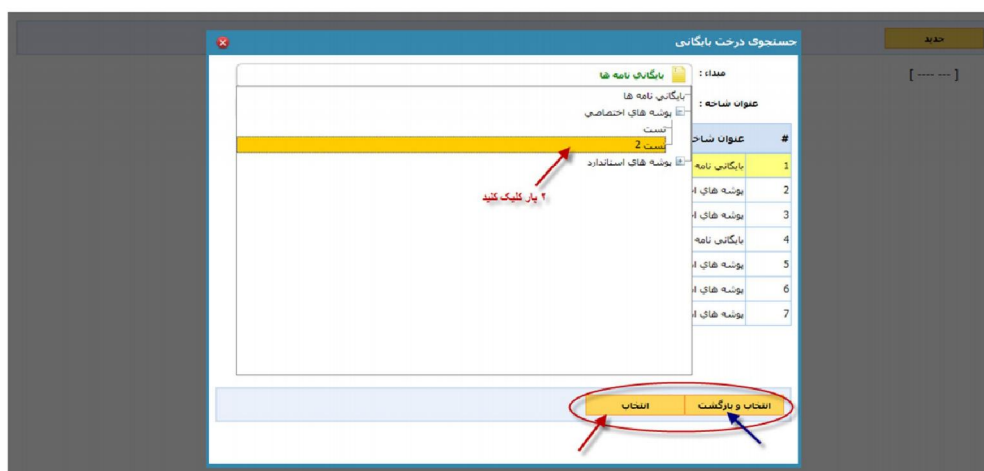 جدید
[ --- ---- ]
جستجوی درخت بایگانی
مبداء : بایگانی نامه ها
عنوان شاخه :
بایگانی نامه ها
پوشه های اختصاصی
تست
تست 2
پوشه های استاندارد
۲ بار کلیک کنید
# عنوان شاخ
1 بایگانی نامه
2 پوشه های ا
3 پوشه های ا
4 بایگانی نامه
5 پوشه های ا
6 پوشه های ا
7 پوشه های ا
انتخاب و بازگشت
انتخاب